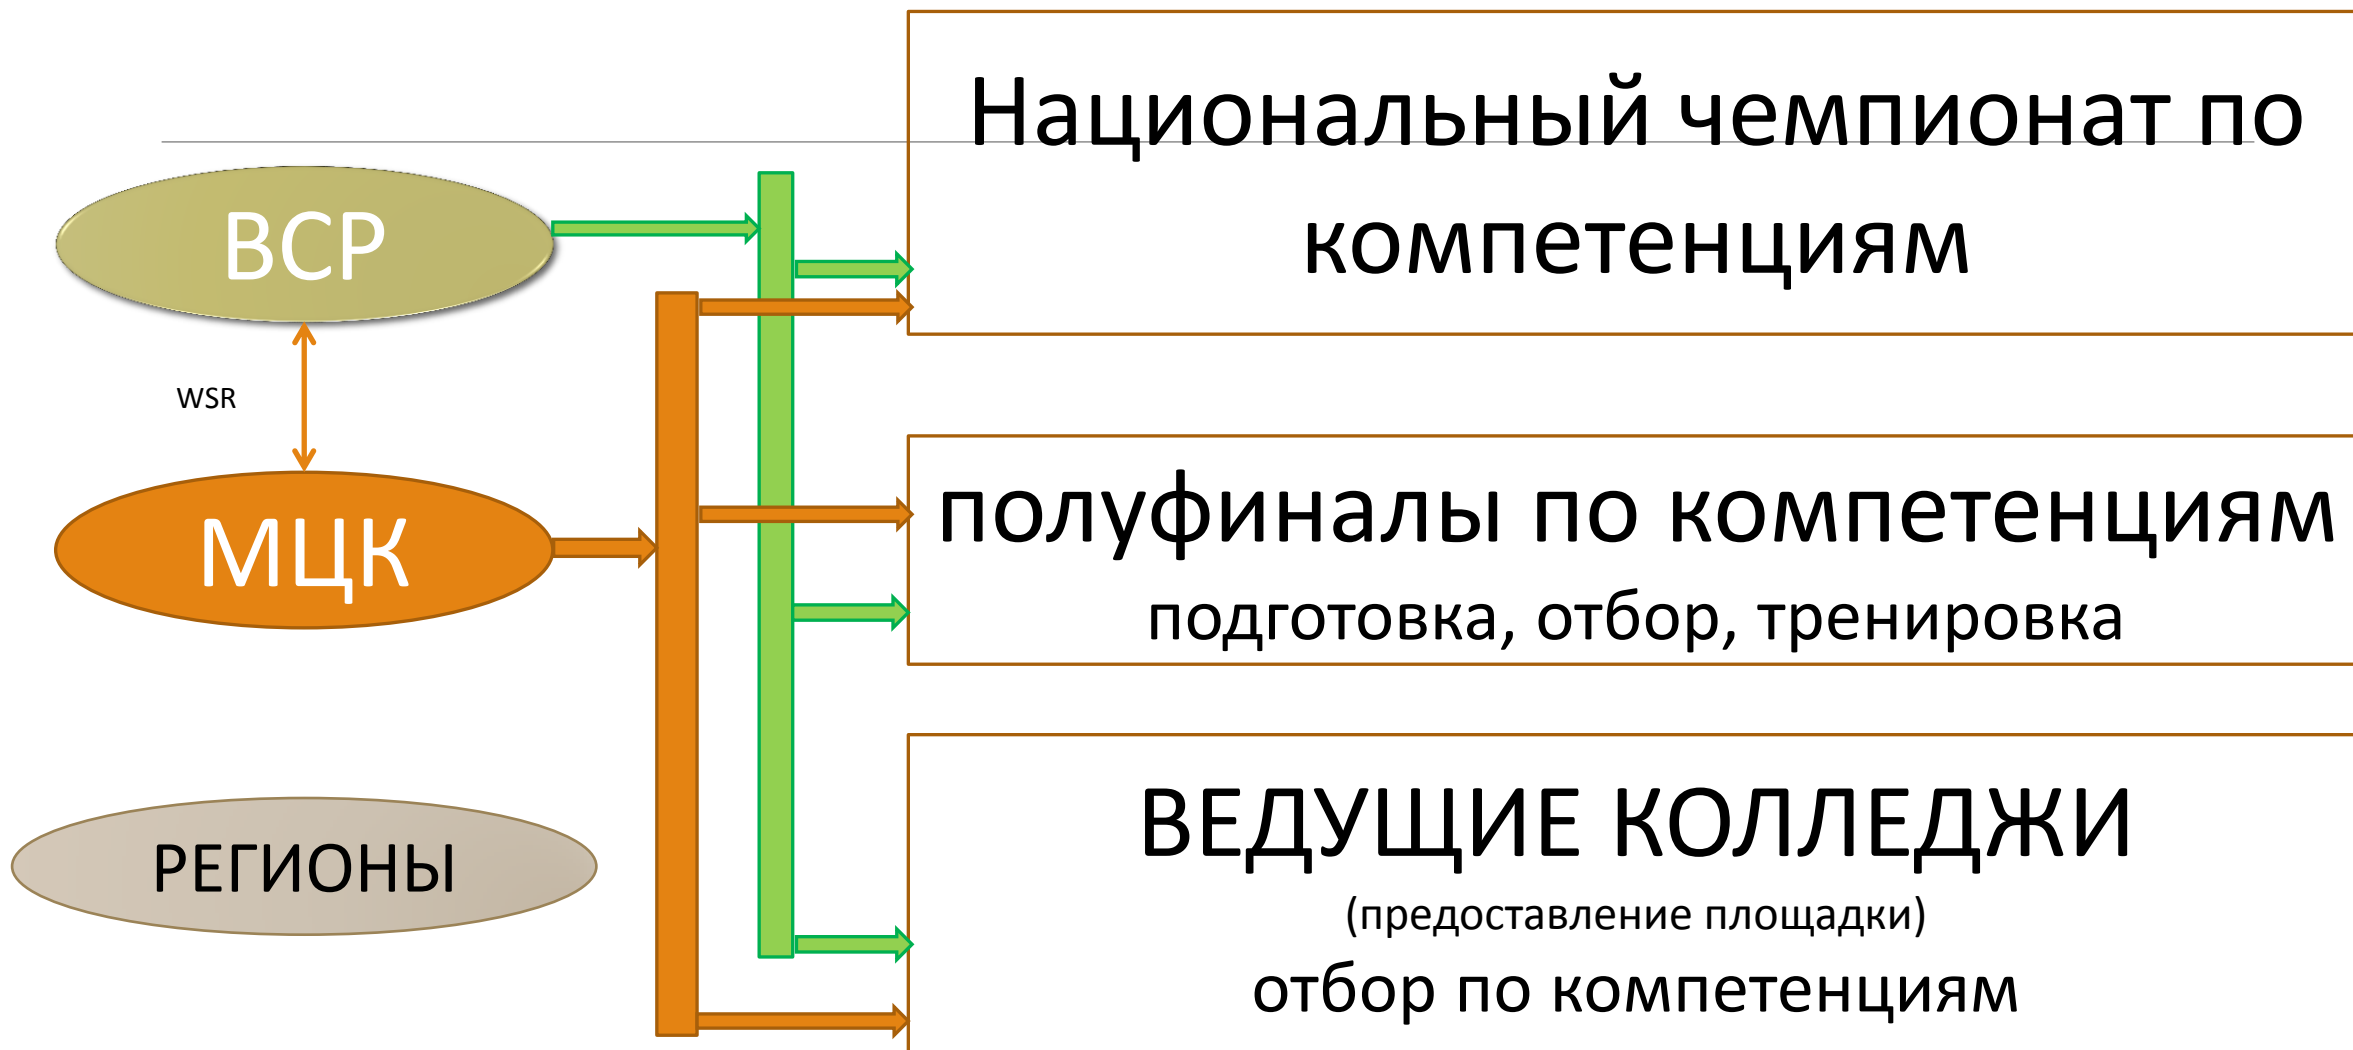 Национальный чемпионат по
компетенциям
ВСР
WSR
МЦК
полуфиналы по компетенциям
подготовка, отбор, тренировка
РЕГИОНЫ
ВЕДУЩИЕ КОЛЛЕДЖИ
(предоставление площадки)
отбор по компетенциям